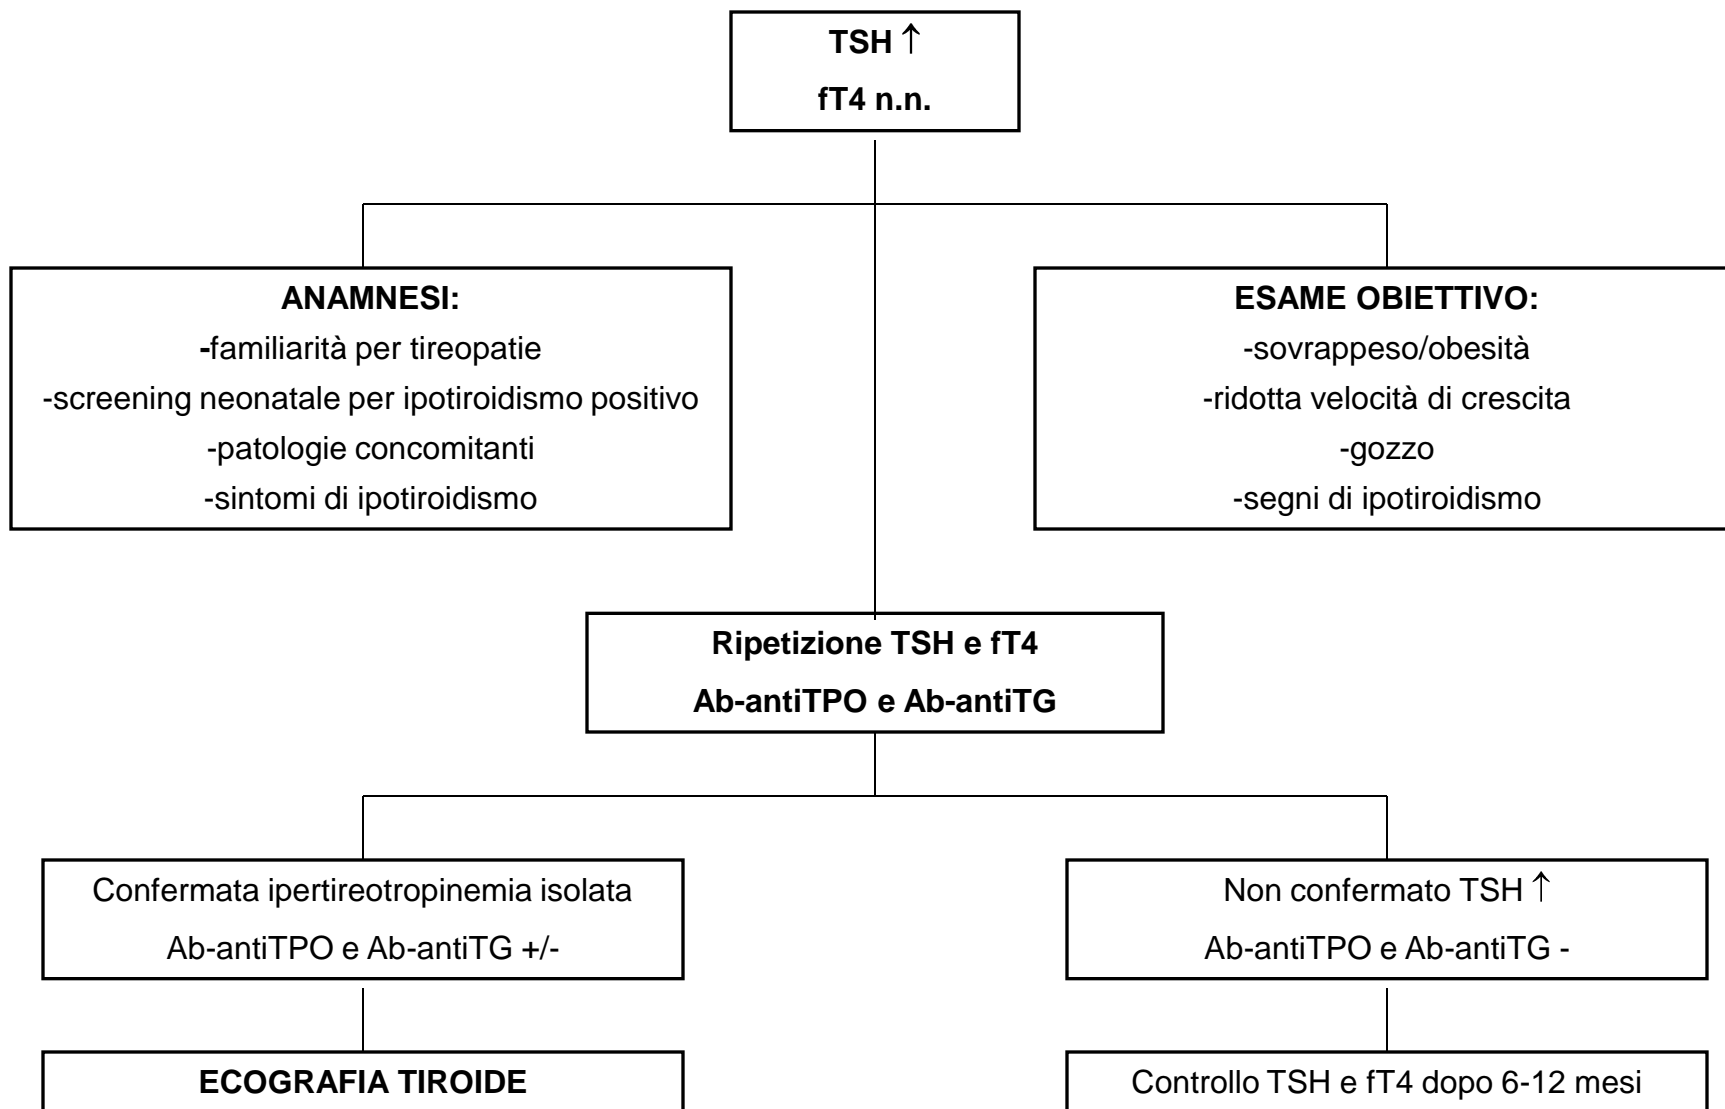 TSH ↑
fT4 n.n.
ANAMNESI:
-familiarità per tireopatie
-screening neonatale per ipotiroidismo positivo
-patologie concomitanti
-sintomi di ipotiroidismo
ESAME OBIETTIVO:
-sovrappeso/obesità
-ridotta velocità di crescita
-gozzo
-segni di ipotiroidismo
Ripetizione TSH e fT4
Ab-antiTPO e Ab-antiTG
Confermata ipertireotropinemia isolata
Ab-antiTPO e Ab-antiTG +/-
Non confermato TSH ↑
Ab-antiTPO e Ab-antiTG -
ECOGRAFIA TIROIDE
Controllo TSH e fT4 dopo 6-12 mesi